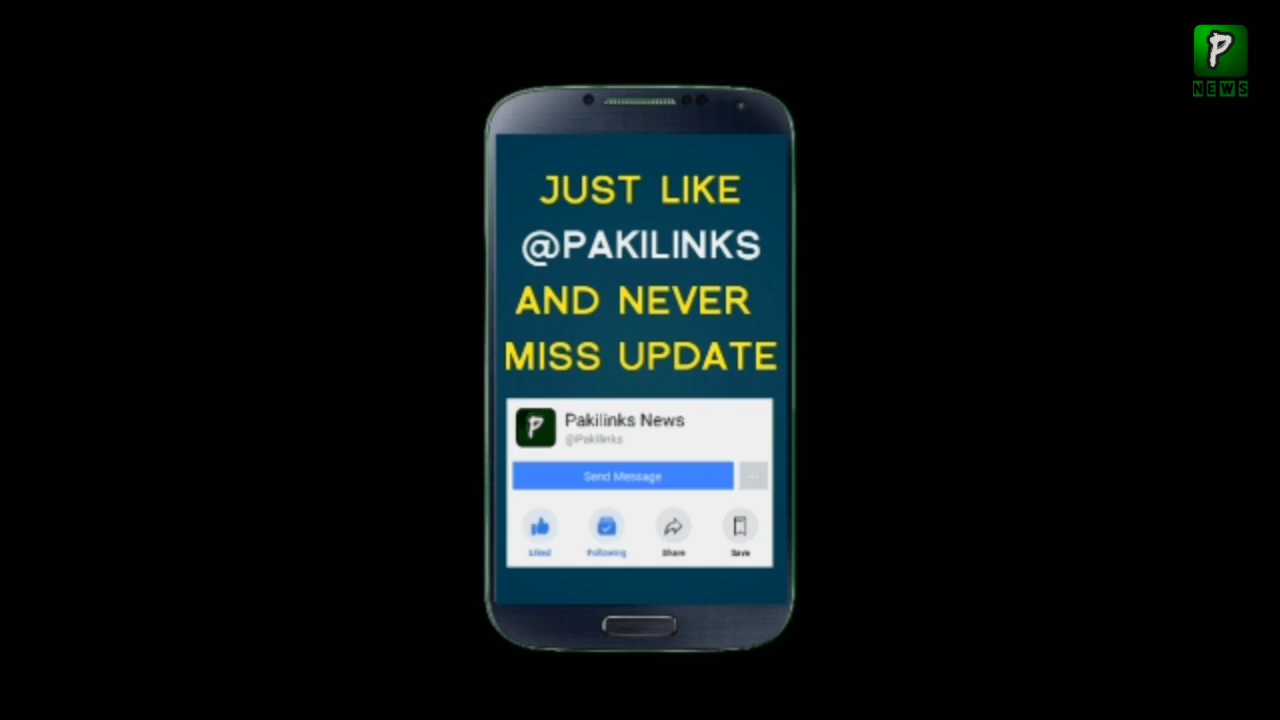 P
NEWS
JUST LIKE
@PAKILINKS
AND NEVER
MISS UPDATE
P
Pakilinks News
@Pakilinks
Send Message
...
Liked
Following
Share
Save